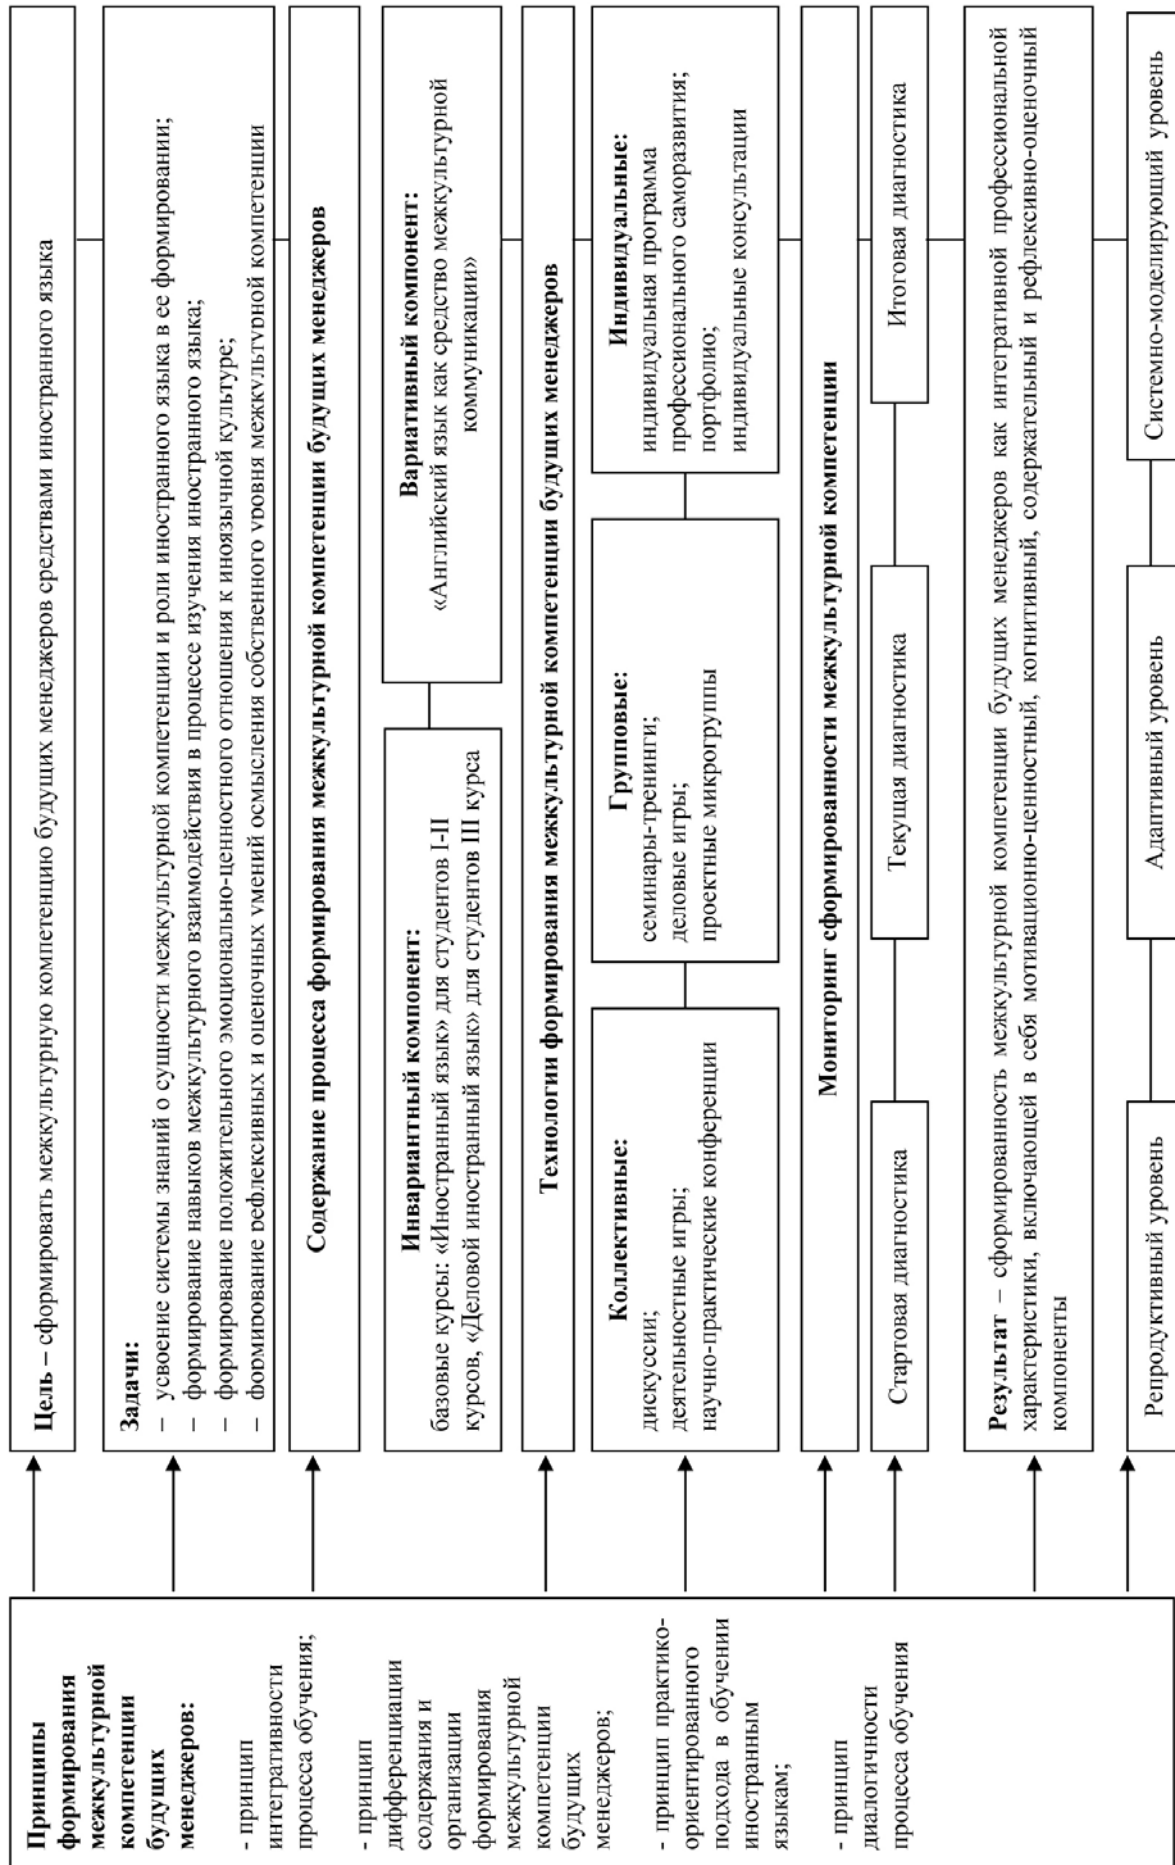 Принципы
формирования
межкультурной
компетенции
будущих
менеджеров:
- принцип
интегративности
процесса обучения;
- принцип
дифференциации
содержания и
организации
формирования
межкультурной
компетенции
будущих
менеджеров;
- принцип практико-
ориентированного
подхода в обучении
иностранным
языкам;
- принцип
диалогичности
процесса обучения
Цель – сформировать межкультурную компетенцию будущих менеджеров средствами иностранного языка
Задачи:
– усвоение системы знаний о сущности межкультурной компетенции и роли иностранного языка в ее формировании;
– формирование навыков межкультурного взаимодействия в процессе изучения иностранного языка;
– формирование положительного эмоционально-ценностного отношения к иноязычной культуре;
– формирование рефлексивных и оценочных умений осмысления собственного уровня межкультурной компетенции
Содержание процесса формирования межкультурной компетенции будущих менеджеров
Инвариантный компонент:
базовые курсы: «Иностранный язык» для студентов I-II
курсов, «Деловой иностранный язык» для студентов III курса
Вариативный компонент:
«Английский язык как средство межкультурной
коммуникации»
Технологии формирования межкультурной компетенции будущих менеджеров
Коллективные:
дискуссии;
деятельностные игры;
научно-практические конференции
Групповые:
семинары-тренинги;
деловые игры;
проектные микрогруппы
Индивидуальные:
индивидуальная программа
профессионального саморазвития;
портфолио;
индивидуальные консультации
Мониторинг сформированности межкультурной компетенции
Стартовая диагностика
Текущая диагностика
Итоговая диагностика
Результат – сформированность межкультурной компетенции будущих менеджеров как интегративной профессиональной
характеристики, включающей в себя мотивационно-ценностный, когнитивный, содержательный и рефлексивно-оценочный
компоненты
Репродуктивный уровень
Адаптивный уровень
Системно-моделирующий уровень